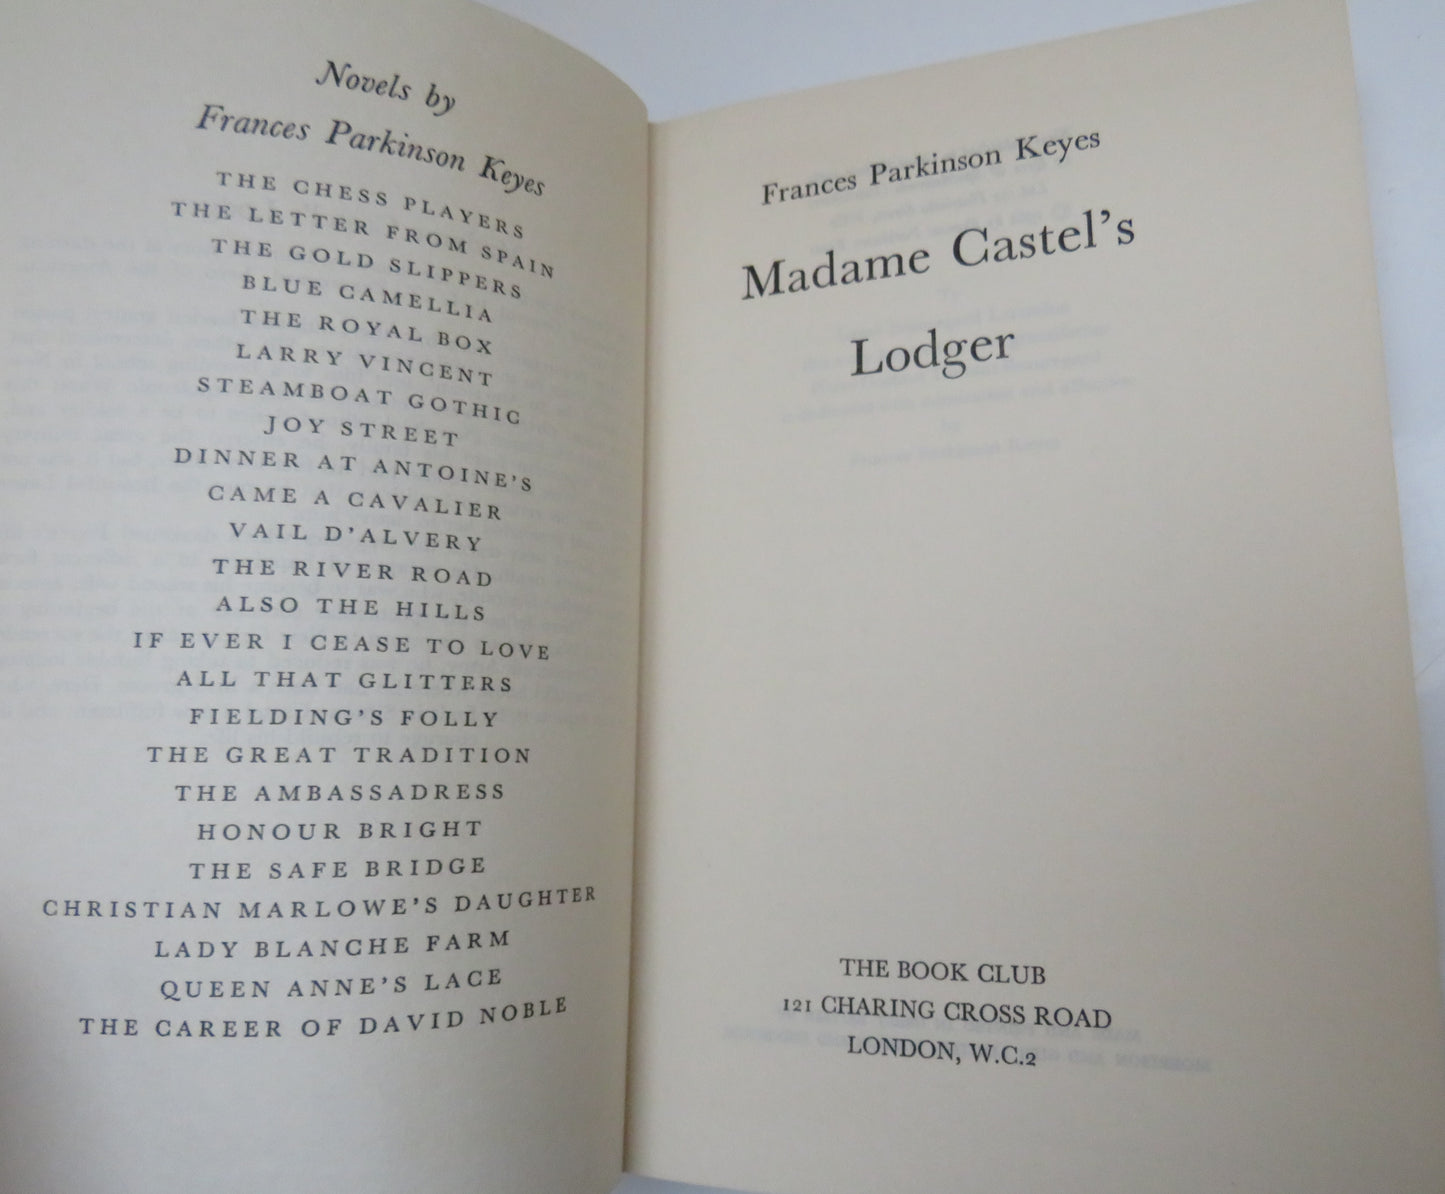 Novels by
Frances Parkinson Keyes
THE CHESS PLAYERS
THE LETTER FROM SPAIN
THE GOLD SLIPPERS
BLUE CAMELLIA
THE ROYAL BOX
LARRY VINCENT
STEAMBOAT GOTHIC
JOY STREET
DINNER AT ANTOINE'S
CAME A CAVALIER
VAIL D'ALVERY
THE RIVER ROAD
ALSO THE HILLS
IF EVER I CEASE TO LOVE
ALL THAT GLITTERS
FIELDING'S FOLLY
THE GREAT TRADITION
THE AMBASSADRESS
HONOUR BRIGHT
THE SAFE BRIDGE
CHRISTIAN MARLOWE'S DAUGHTER
LADY BLANCHE FARM
QUEEN ANNE'S LACE
THE CAREER OF DAVID NOBLE
Frances Parkinson Keyes
Madame Castel's
Lodger
THE BOOK CLUB
121 CHARING CROSS ROAD
LONDON, W.C.2